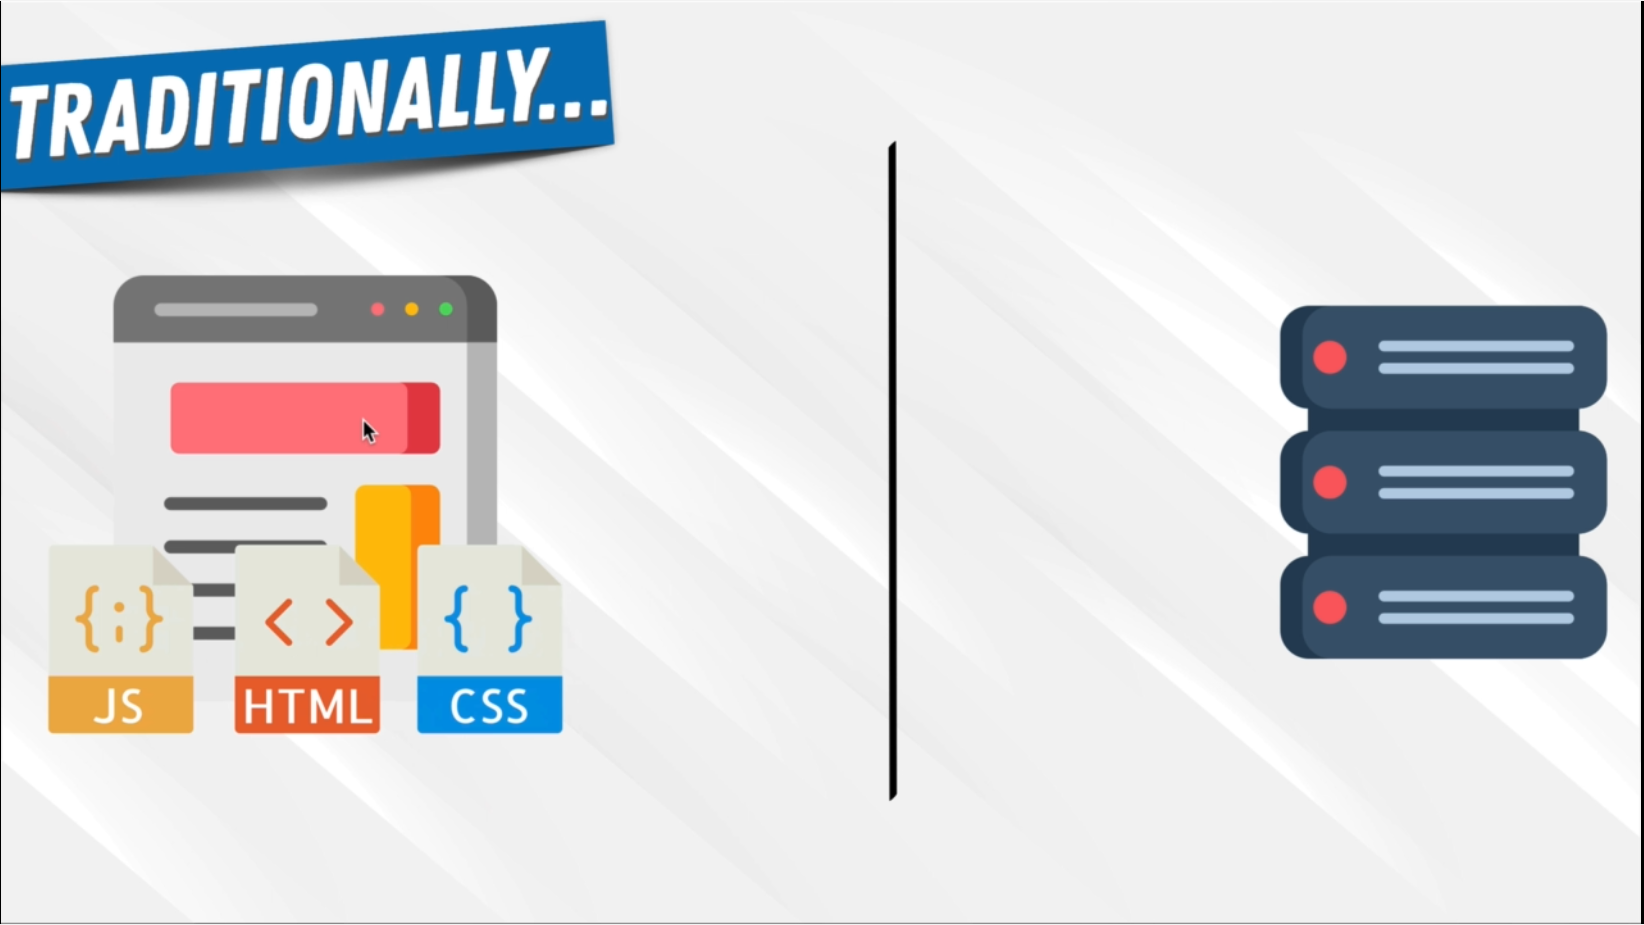 TRADITIONALLY...
{;}
< >
{ }
JS
HTML
CSS